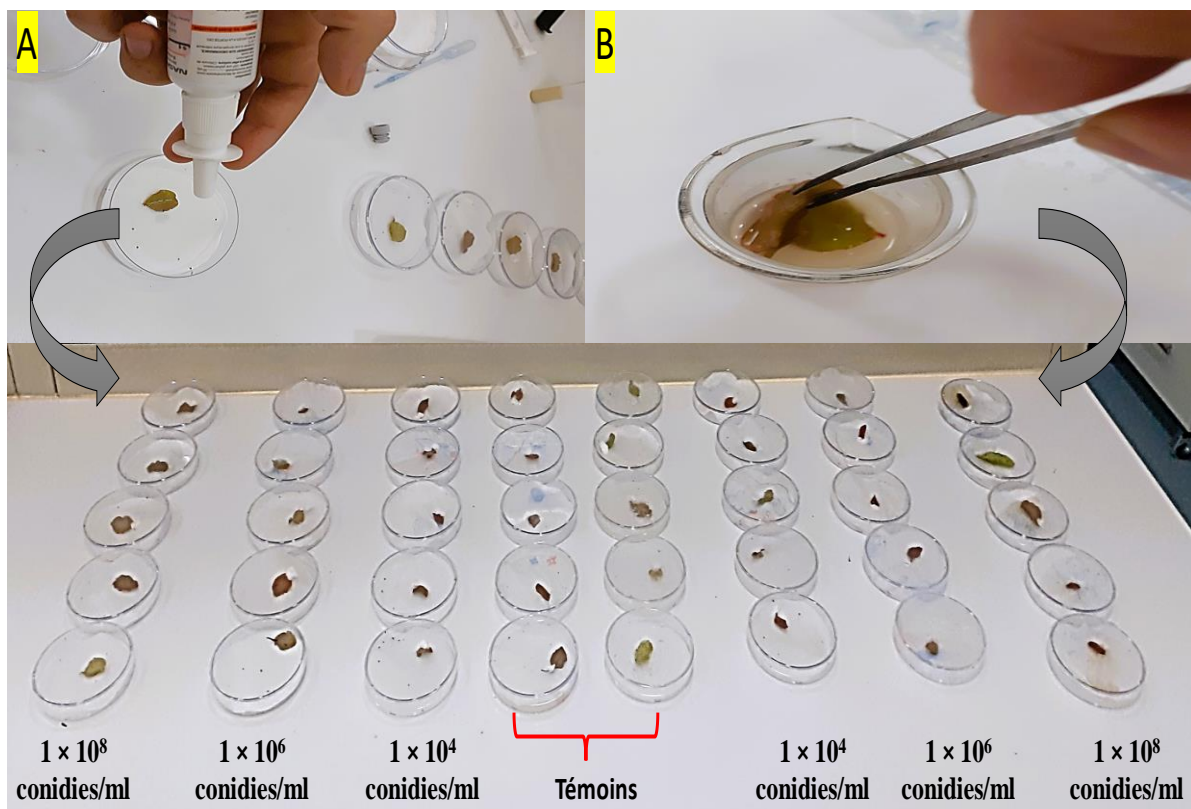 A
B
1 × 10⁸
conidies/ml
1 × 10⁶
conidies/ml
1 × 10⁴
conidies/ml
Témoins
1 × 10⁴
conidies/ml
1 × 10⁶
conidies/ml
1 × 10⁸
conidies/ml